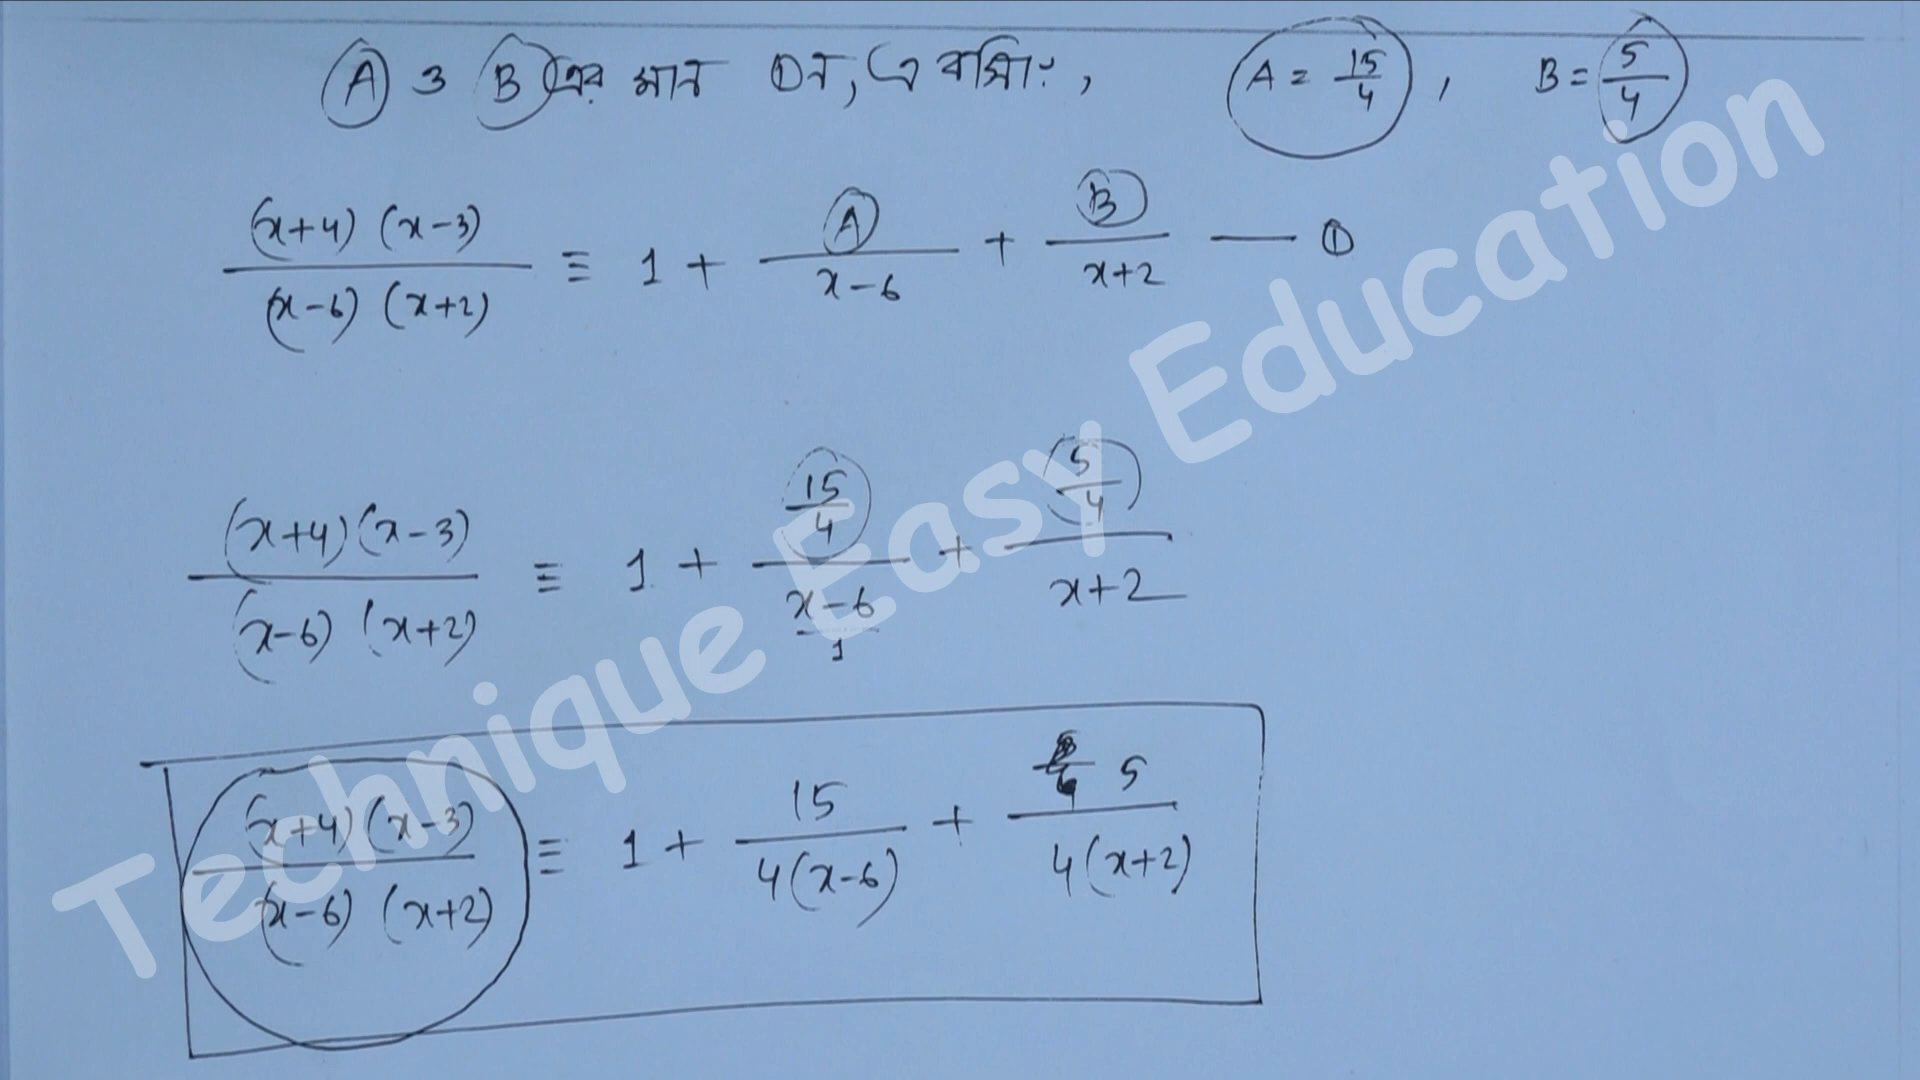 A ও B এর মান ①ন, এ বসিয়ে, A = 15/4 , B = 5/4
(x+4) (x-3) / (x-6) (x+2) ≡ 1 + A / x-6 + B / x+2 — ①
(x+4) (x-3) / (x-6) (x+2) ≡ 1 + 15/4 / x-6 / 1 + 5/4 / x+2
(x+4) (x-3) / (x-6) (x+2) ≡ 1 + 15 / 4(x-6) + 5 / 4(x+2)
Technique Easy Education